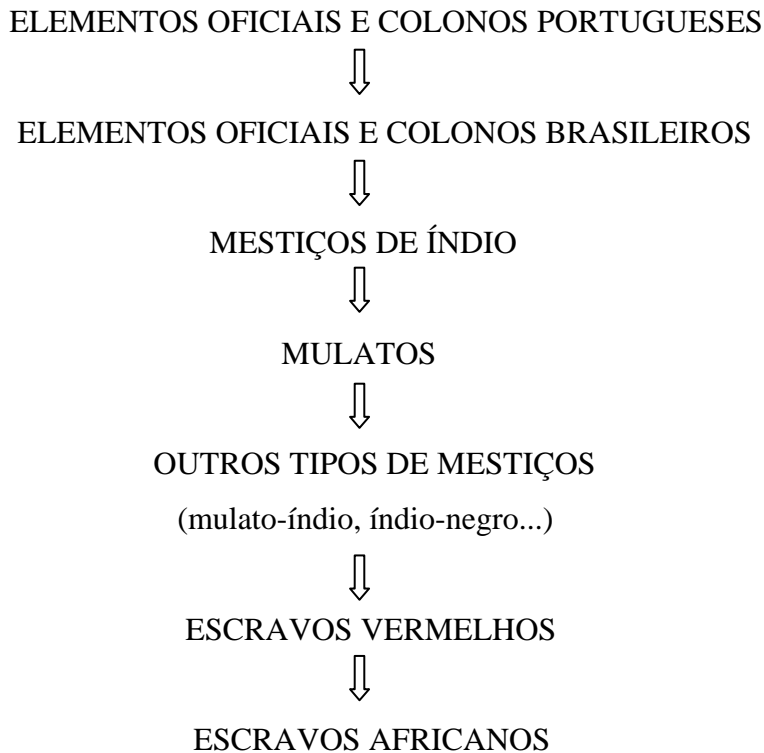 ELEMENTOS OFICIAIS E COLONOS PORTUGUESES
ELEMENTOS OFICIAIS E COLONOS BRASILEIROS
MESTIÇOS DE ÍNDIO
MULATOS
OUTROS TIPOS DE MESTIÇOS
(mulato-índio, índio-negro...)
ESCRAVOS VERMELHOS
ESCRAVOS AFRICANOS